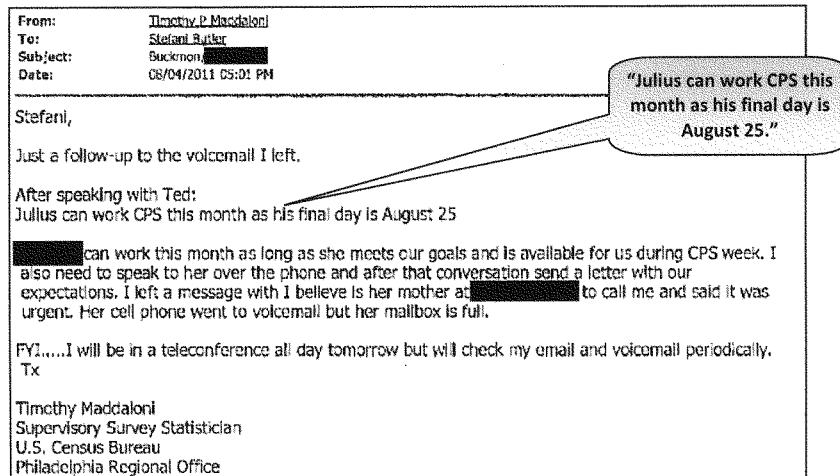 From: Timothy P Maddaloni
To: Stefani Butler
Subject: Buckmon,
Date: 08/04/2011 05:01 PM
"Julius can work CPS this
month as his final day is
August 25."
Stefani,
Just a follow-up to the voicemail I left.
After speaking with Ted:
Julius can work CPS this month as his final day is August 25
can work this month as long as she meets our goals and is available for us during CPS week. I
also need to speak to her over the phone and after that conversation send a letter with our
expectations. I left a message with I believe is her mother at to call me and said it was
urgent. Her cell phone went to voicemail but her mailbox is full.
FYI.....I will be in a teleconference all day tomorrow but will check my email and voicemail periodically.
Tx
Timothy Maddaloni
Supervisory Survey Statistician
U.S. Census Bureau
Philadelphia Regional Office